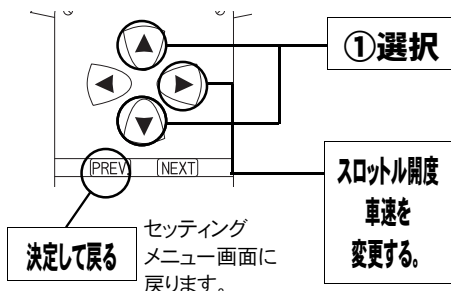 ①選択
PREV.
NEXT
スロットル開度
車速を
変更する。
決定して戻る
セッティング
メニュー画面に
戻ります。